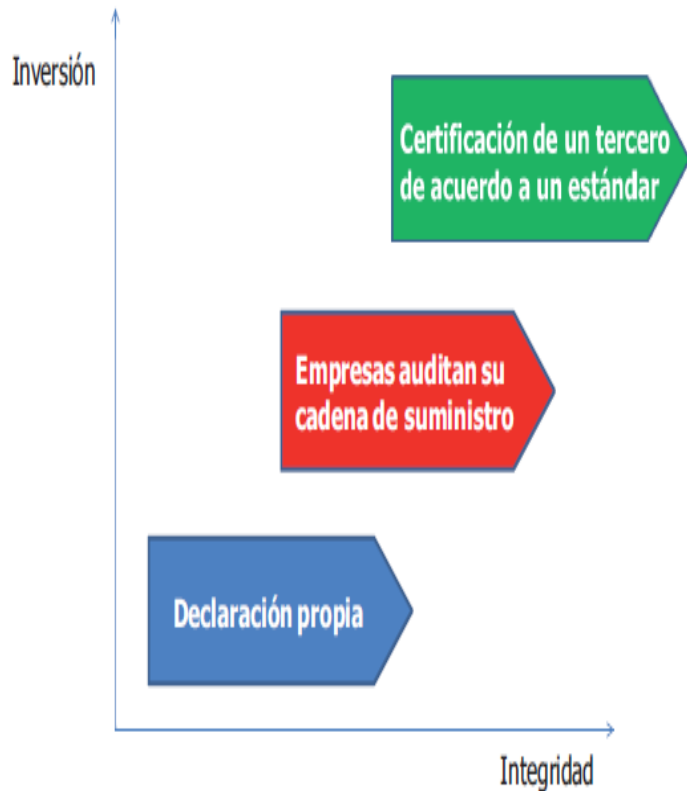 Inversión
Certificación de un tercero
de acuerdo a un estándar
Empresas auditan su
cadena de suministro
Declaración propia
Integridad